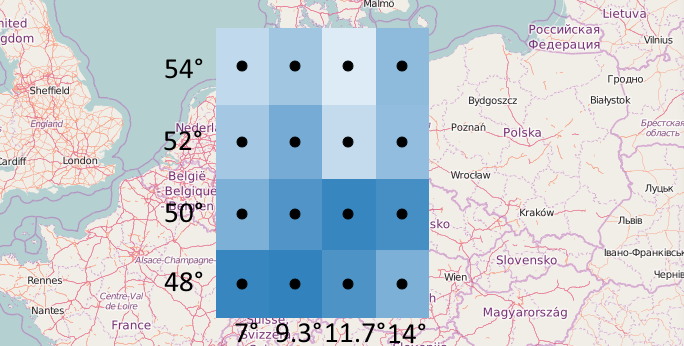 Malmo
Lietuva
nited
gdom
Российская
Федерация
Vilnius
54°
Sheffield
Гродно
Bydgoszcz
Białystok
England
Nederla
Poznań
Polska
Брестская
область
52°
Cardiff
London
België
Belgique
Wrocław
Луцьк
50°
sko
Kraków
Львів
Alsace-Champagne-
Slovensko
Івано-Франківськ
48°
Rennes
Wien
Чернів
Centre-Val
de Loire
Nantes
Magyarország
France
7° 9.3° 11.7° 14°